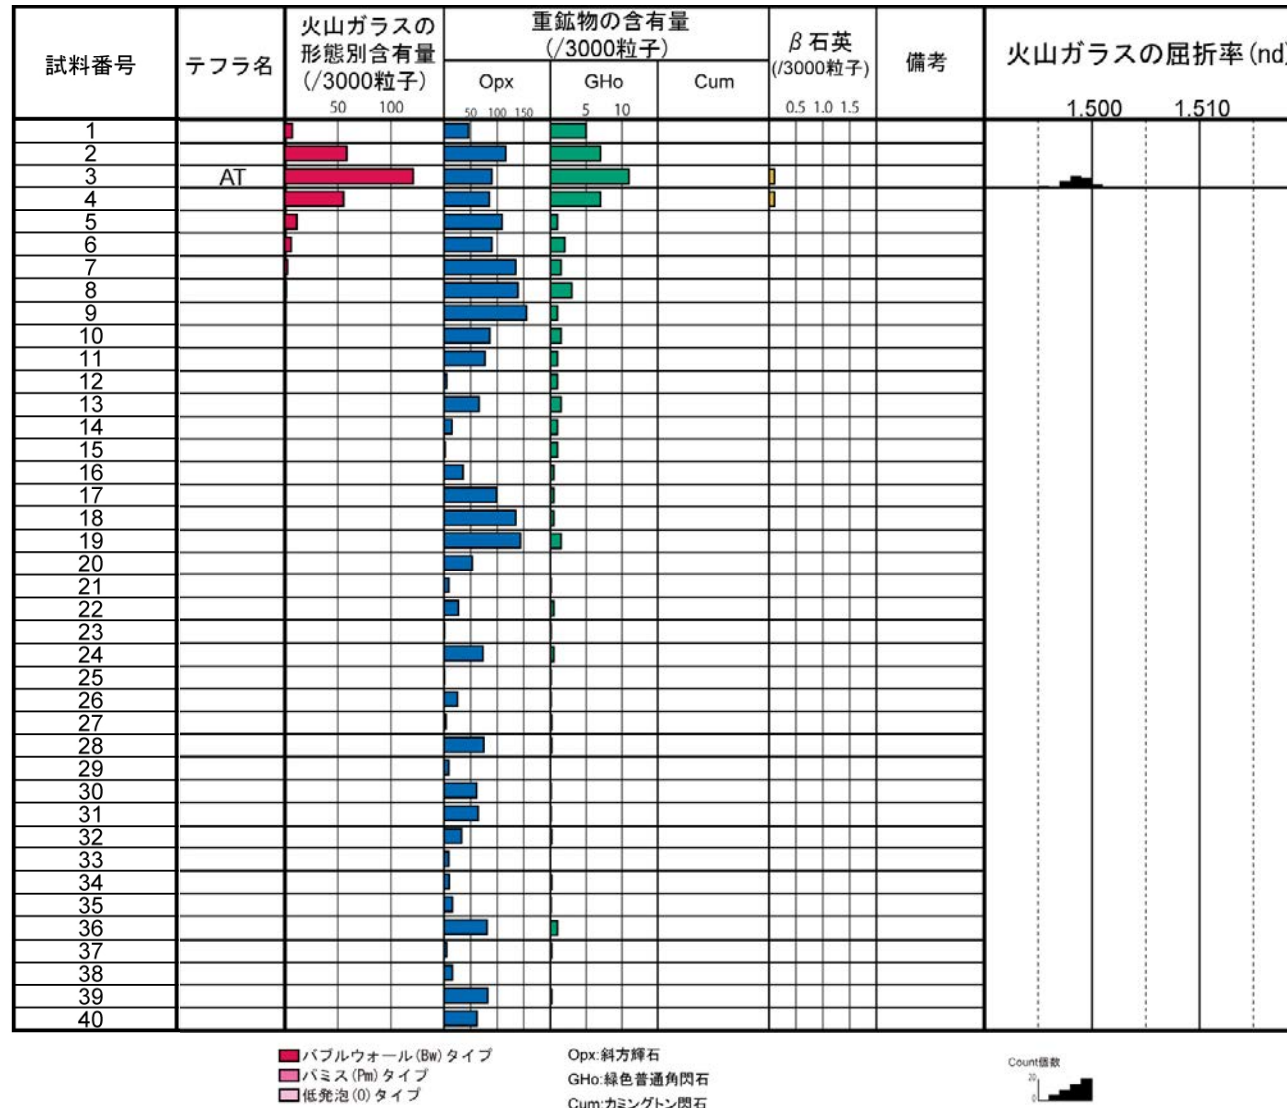 試料番号
テフラ名
火山ガラスの
形態別含有量
(/3000粒子)
50 100
重鉱物の含有量
(/3000粒子)
Opx
50 100 150
GHo
5 10
Cum
β石英
(/3000粒子)
0.5 1.0 1.5
備考
火山ガラスの屈折率(nd)
1.500 1.510
1
2
3 AT
4
5
6
7
8
9
10
11
12
13
14
15
16
17
18
19
20
21
22
23
24
25
26
27
28
29
30
31
32
33
34
35
36
37
38
39
40
バブルウォール(Bw)タイプ
パミス(Pm)タイプ
低発泡(O)タイプ
Opx:斜方輝石
GHo:緑色普通角閃石
Cum:カミングトン閃石
Count個数
20
0